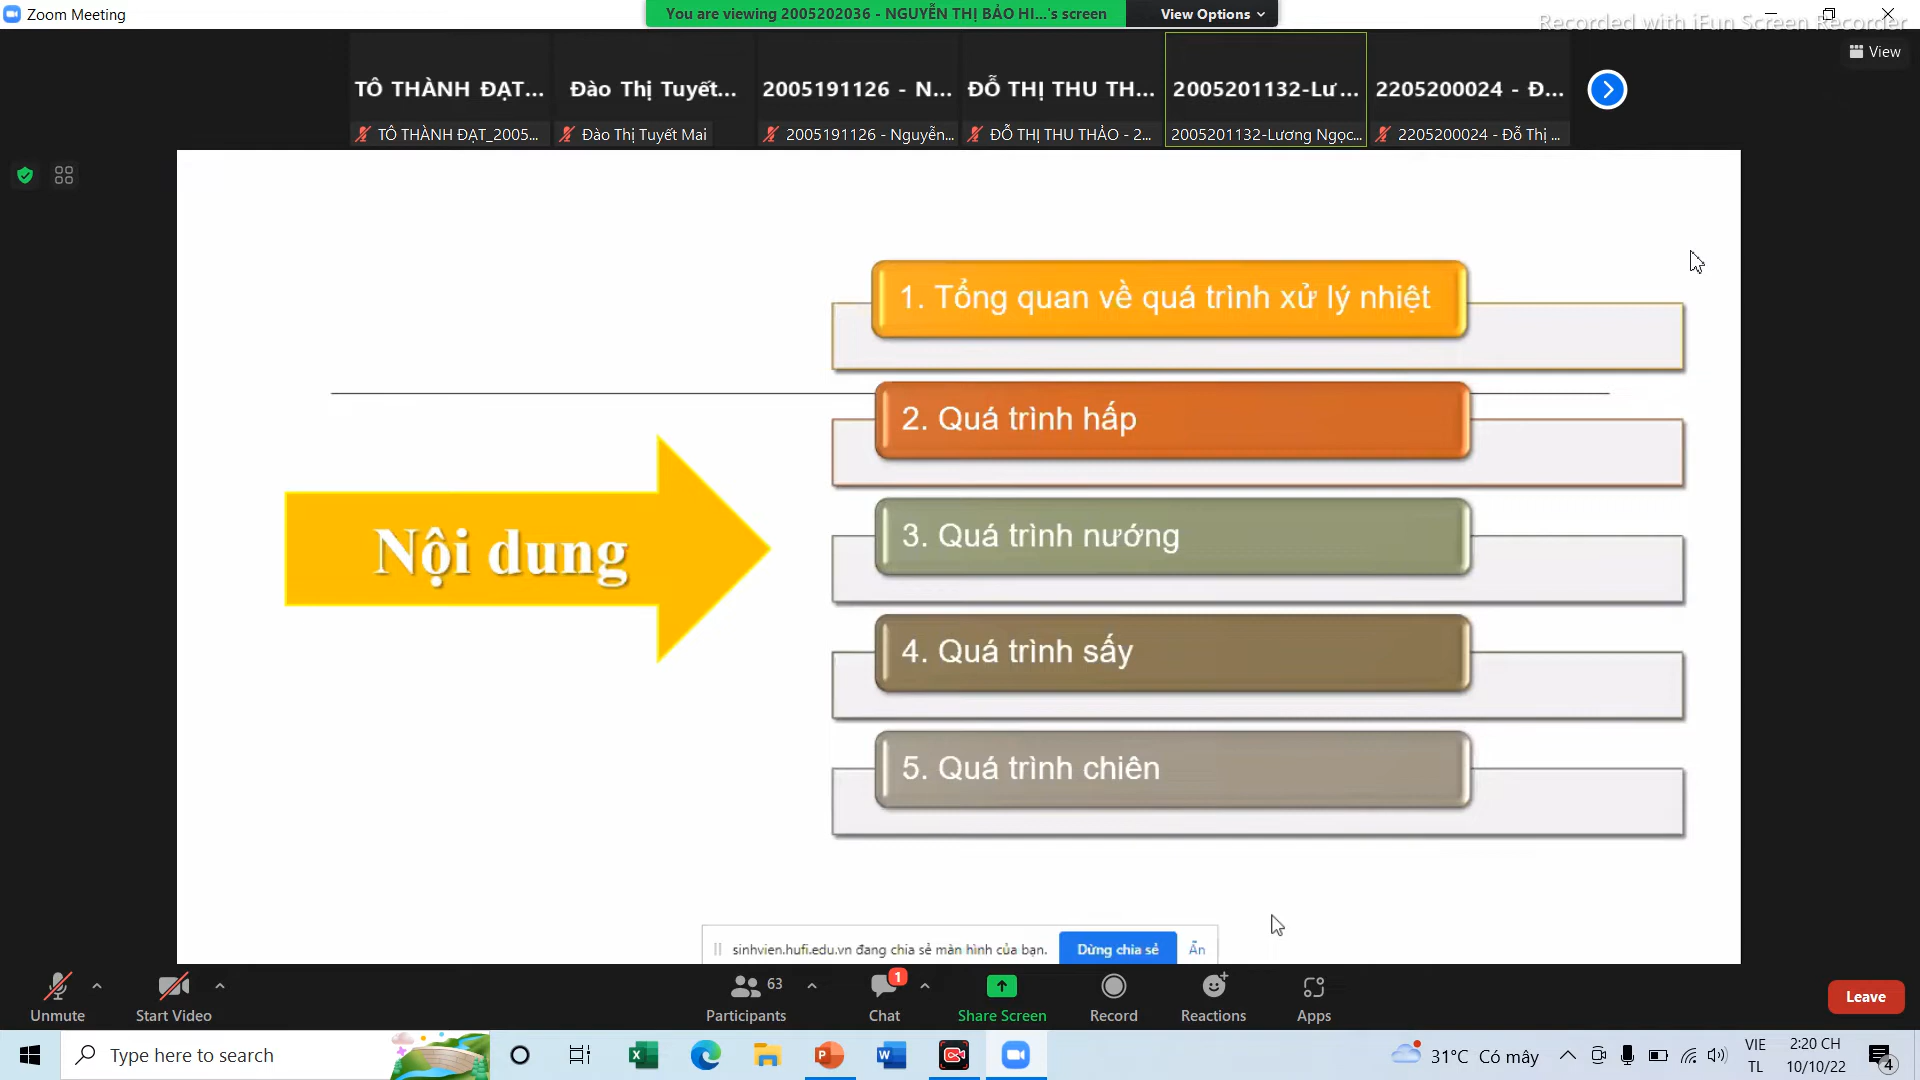 Zoom Meeting
You are viewing 2005202036 - NGUYỄN THỊ BẢO HI...'s screen
View Options
Recorded with iFun Screen Recorder
View
TÔ THÀNH ĐẠT...
Đào Thị Tuyết...
2005191126 - N...
ĐỖ THỊ THU TH...
2005201132-Lư...
2205200024 - Đ...
TÔ THÀNH ĐẠT_2005...
Đào Thị Tuyết Mai
2005191126 - Nguyễn...
ĐỖ THỊ THU THẢO - 2...
2005201132-Lương Ngọc...
2205200024 - Đỗ Thị ...
1. Tổng quan về quá trình xử lý nhiệt
2. Quá trình hấp
Nội dung
3. Quá trình nướng
4. Quá trình sấy
5. Quá trình chiên
sinhvien.hufi.edu.vn đang chia sẻ màn hình của bạn.
Dừng chia sẻ
Ẩn
Unmute
Start Video
63
Participants
1
Chat
Share Screen
Record
Reactions
Apps
Leave
Type here to search
31°C Có mây
VIE
TL
2:20 CH
10/10/22
4